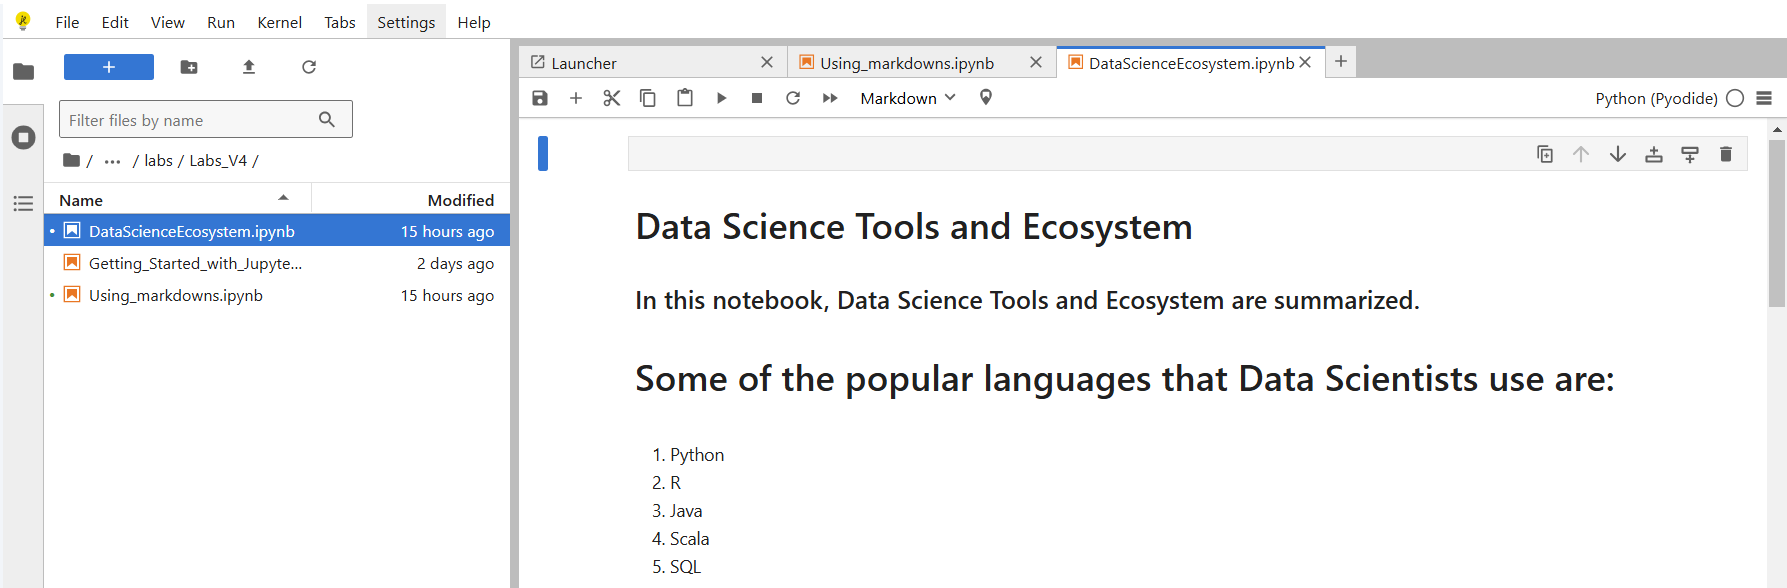 File Edit View Run Kernel Tabs Settings Help
Filter files by name
/ ... / labs / Labs_V4 /
Name Modified
DataScienceEcosystem.ipynb 15 hours ago
Getting_Started_with_Jupyte... 2 days ago
Using_markdowns.ipynb 15 hours ago
Launcher Using_markdowns.ipynb DataScienceEcosystem.ipynb
Markdown Python (Pyodide)
Data Science Tools and Ecosystem
In this notebook, Data Science Tools and Ecosystem are summarized.
Some of the popular languages that Data Scientists use are:
1. Python
2. R
3. Java
4. Scala
5. SQL